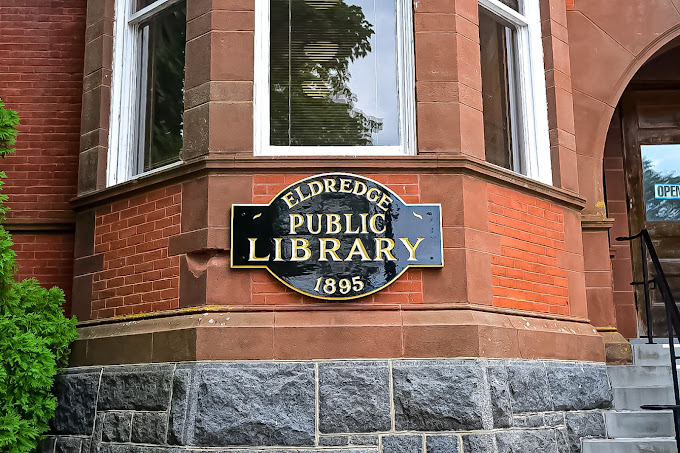 ELDREDGE
PUBLIC
LIBRARY
1895
OPEN